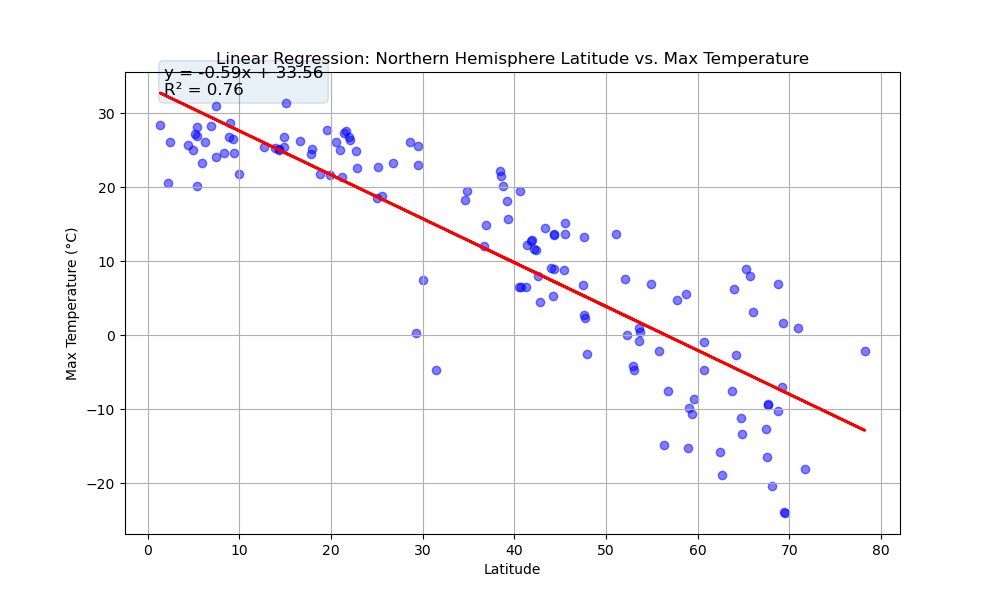 Linear Regression: Northern Hemisphere Latitude vs. Max Temperature
y = -0.59x + 33.56
R² = 0.76
Max Temperature (°C)
30
20
10
0
−10
−20
0 10 20 30 40 50 60 70 80
Latitude